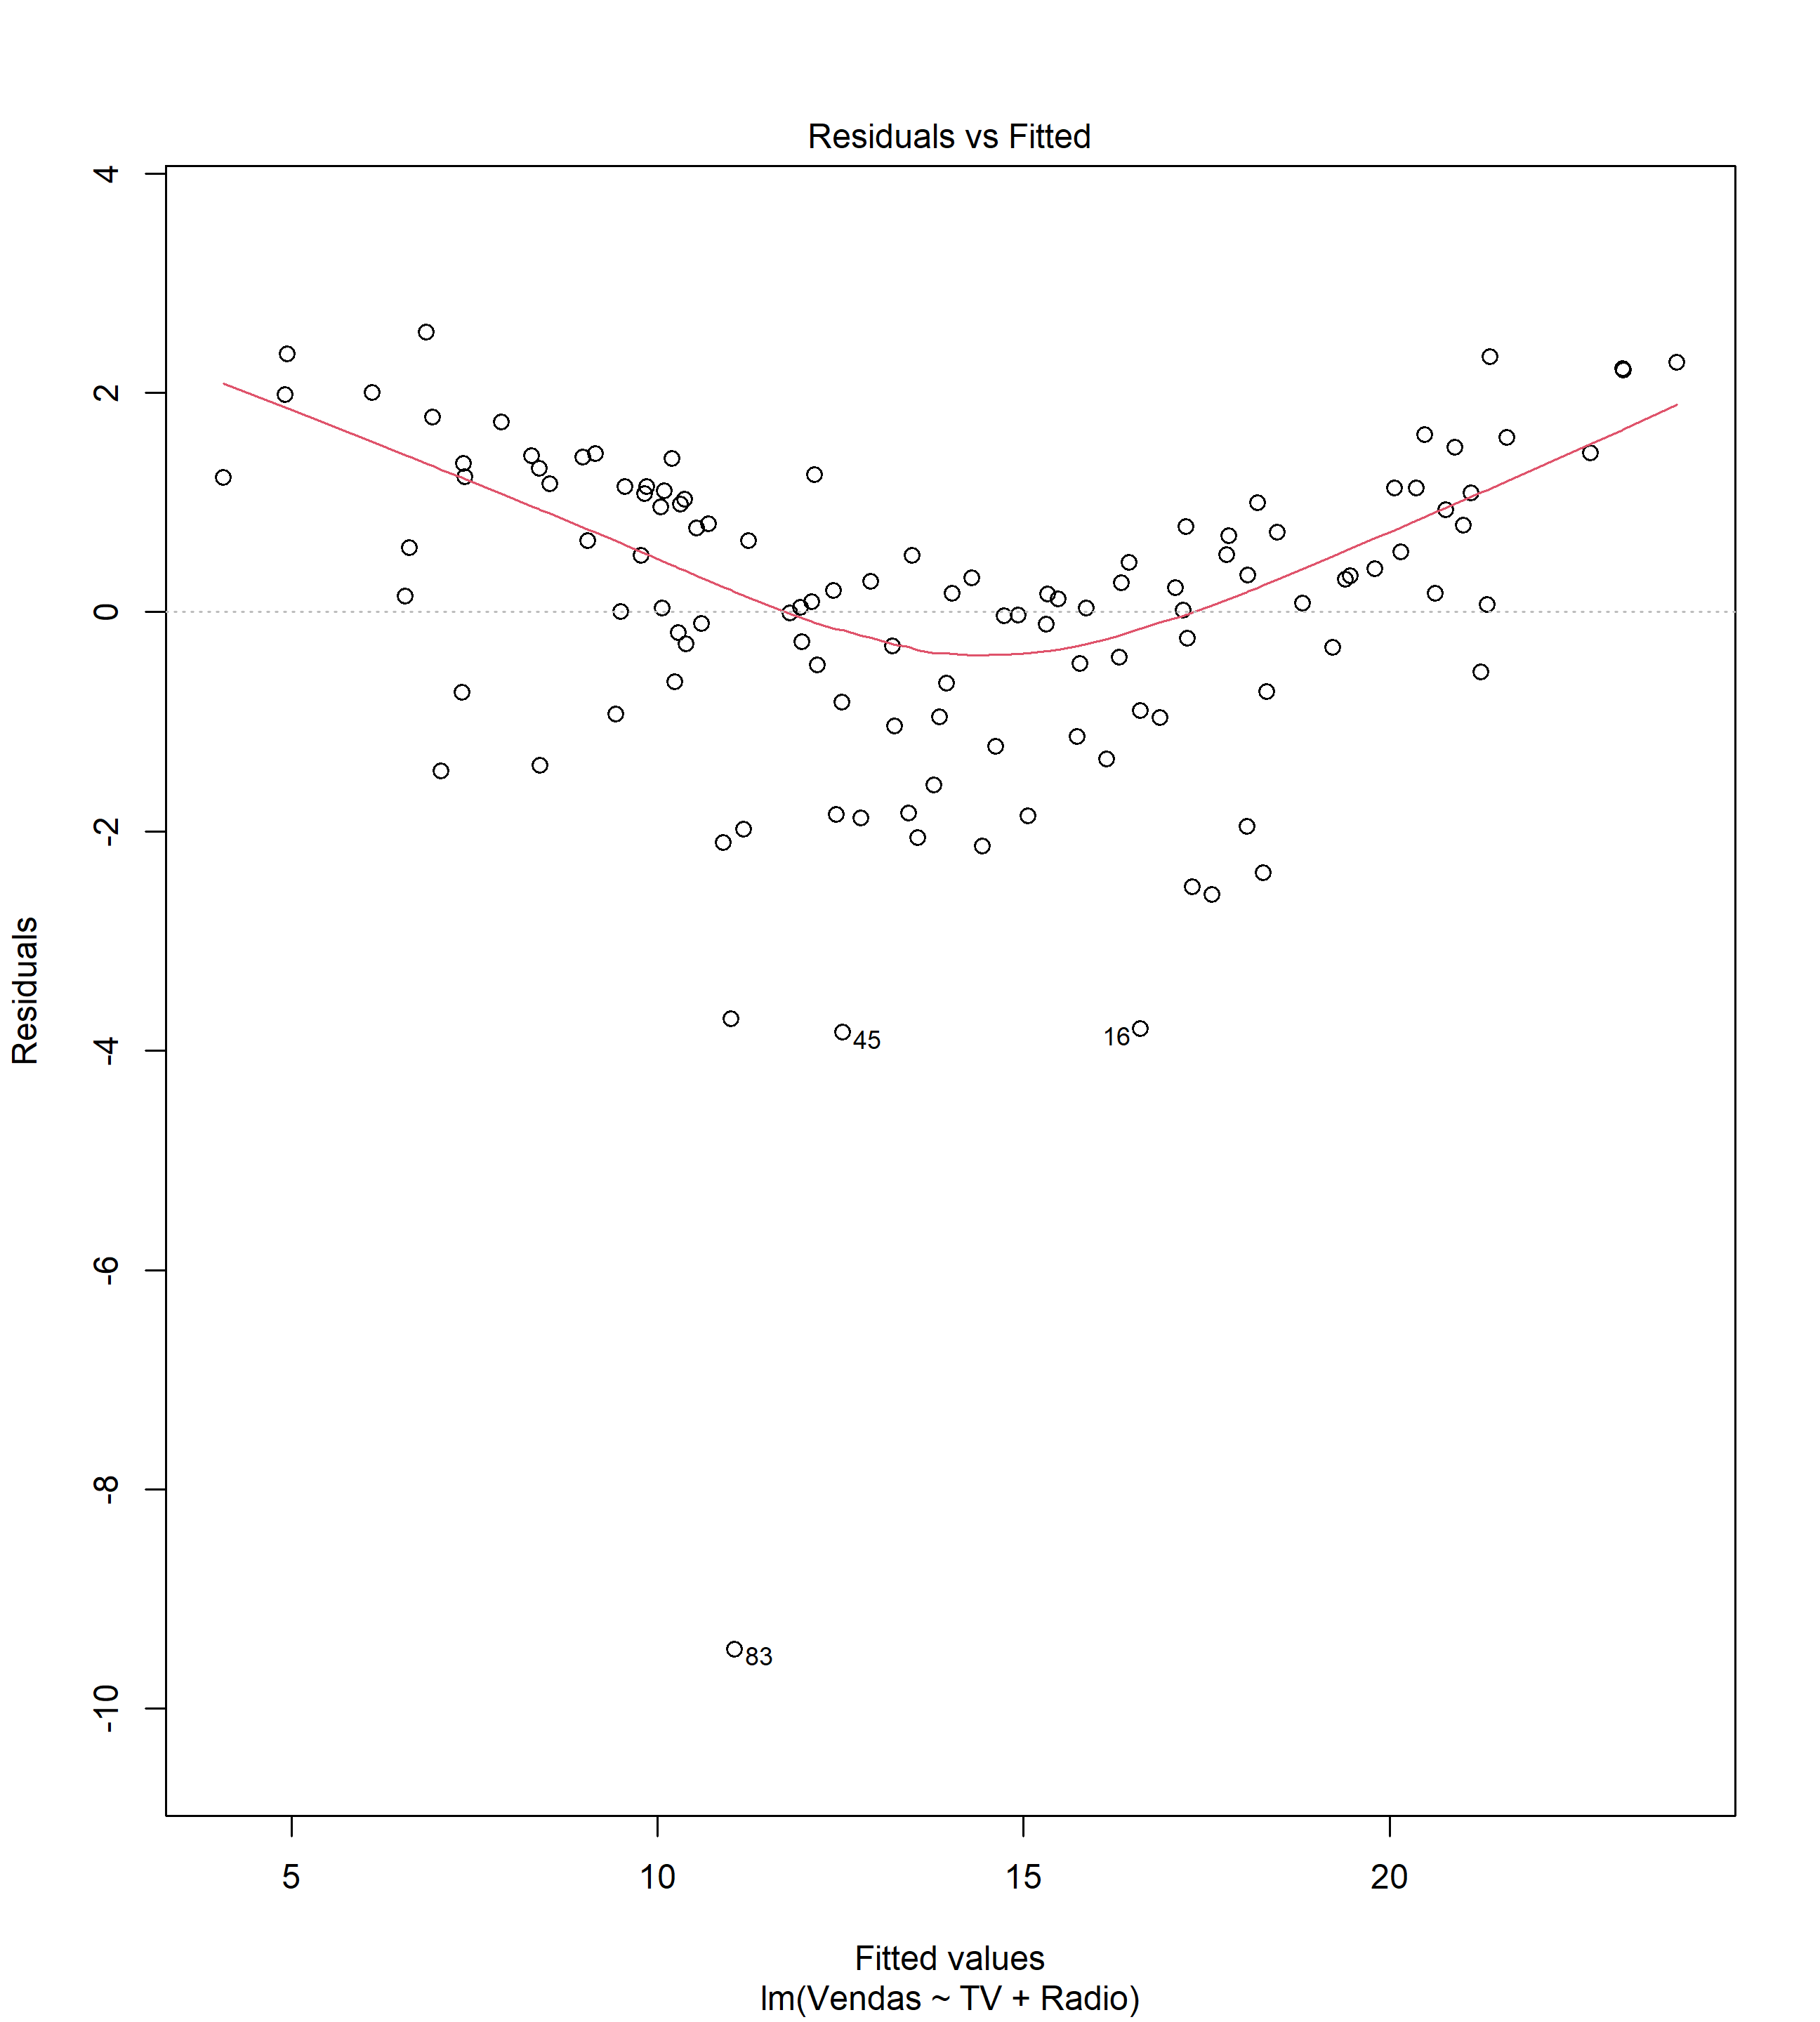 Residuals vs Fitted
4
2
0
-2
-4
-6
-8
-10
Residuals
45
16
83
5 10 15 20
Fitted values
lm(Vendas ~ TV + Radio)